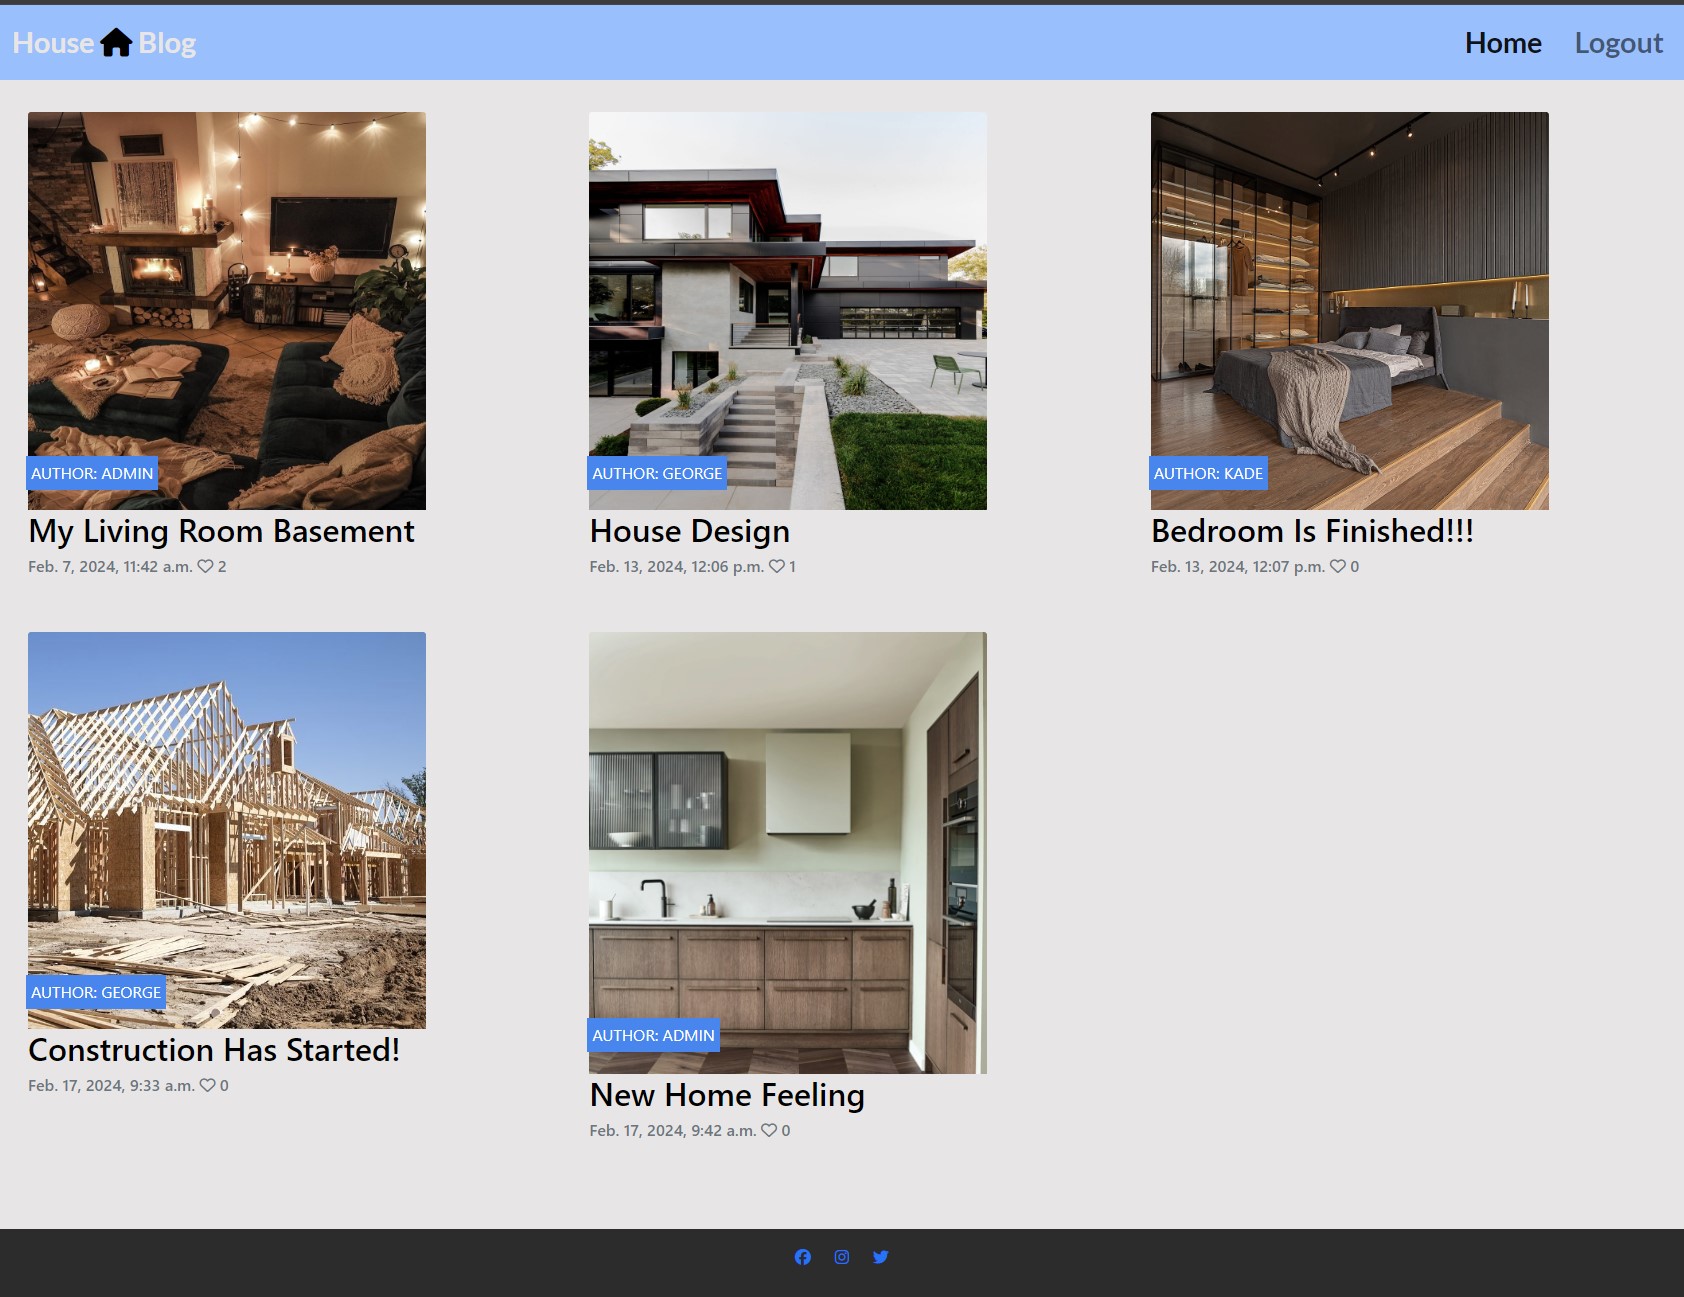 House Blog
Home Logout
AUTHOR: ADMIN
My Living Room Basement
Feb. 7, 2024, 11:42 a.m. 2
AUTHOR: GEORGE
House Design
Feb. 13, 2024, 12:06 p.m. 1
AUTHOR: KADE
Bedroom Is Finished!!!
Feb. 13, 2024, 12:07 p.m. 0
AUTHOR: GEORGE
Construction Has Started!
Feb. 17, 2024, 9:33 a.m. 0
AUTHOR: ADMIN
New Home Feeling
Feb. 17, 2024, 9:42 a.m. 0